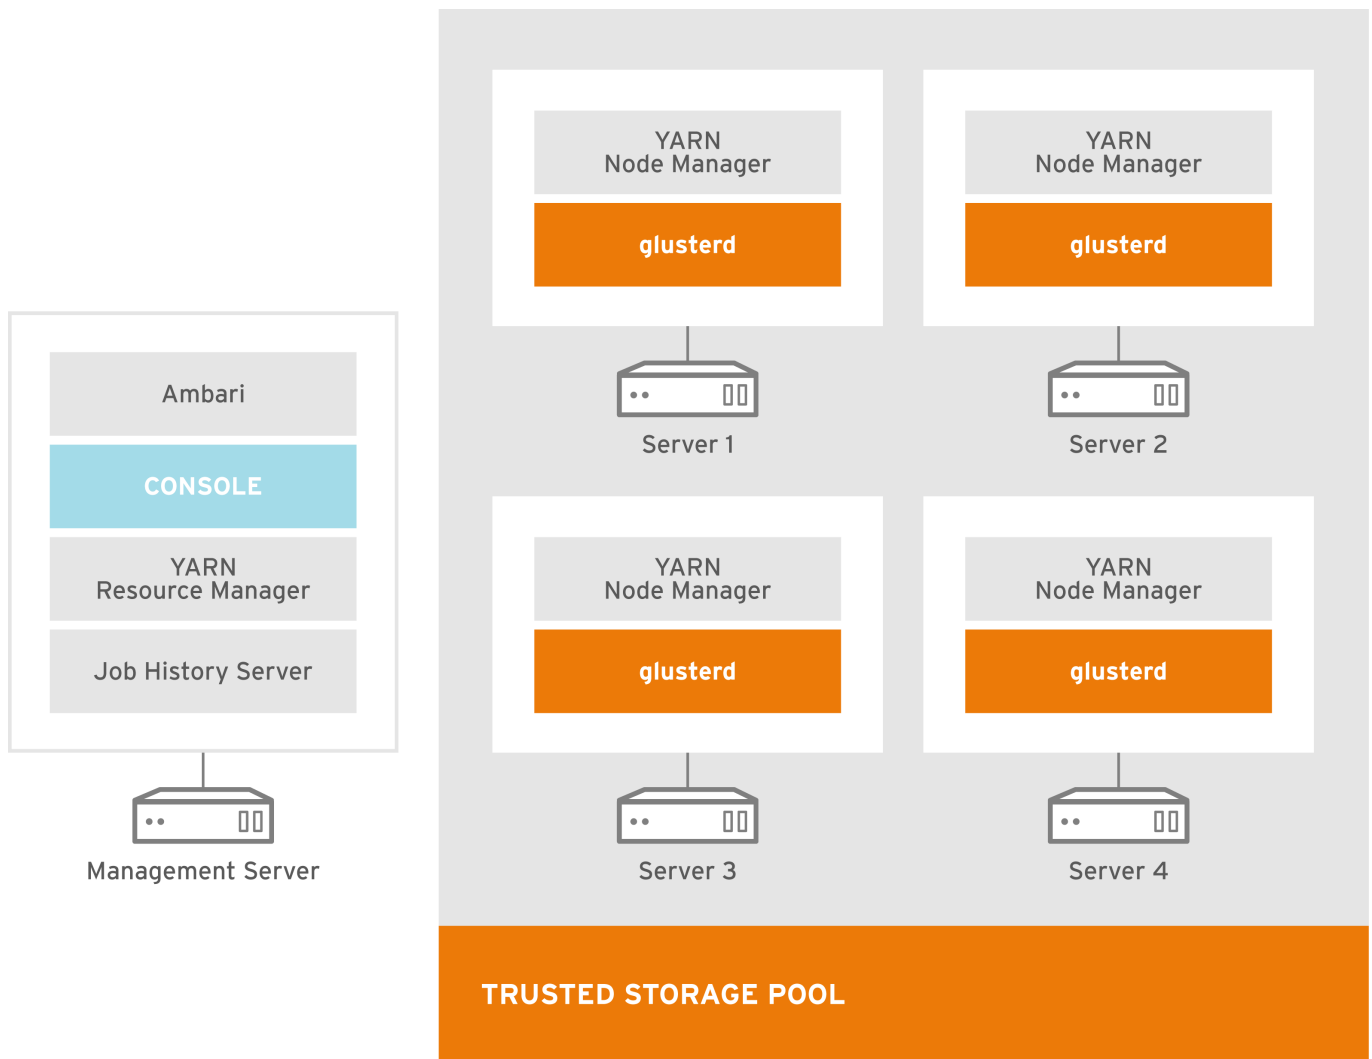 Ambari
CONSOLE
YARN
Resource Manager
Job History Server
Management Server
YARN
Node Manager
glusterd
Server 1
YARN
Node Manager
glusterd
Server 2
YARN
Node Manager
glusterd
Server 3
YARN
Node Manager
glusterd
Server 4
TRUSTED STORAGE POOL